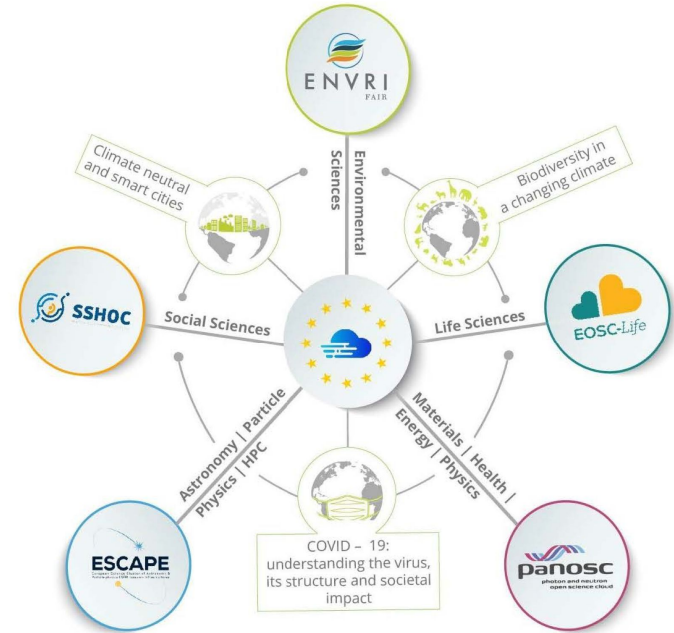 ENVRI
FAIR
Environmental
Sciences
Climate neutral
and smart cities
Biodiversity in
a changing climate
SSHOC
Social Sciences
Life Sciences
EOSC-Life
Astronomy | Particle
Physics | HPC
Materials | Health |
Energy | Physics
ESCAPE
COVID – 19:
understanding the virus,
its structure and societal
impact
panosc
photon and neutron
open science cloud